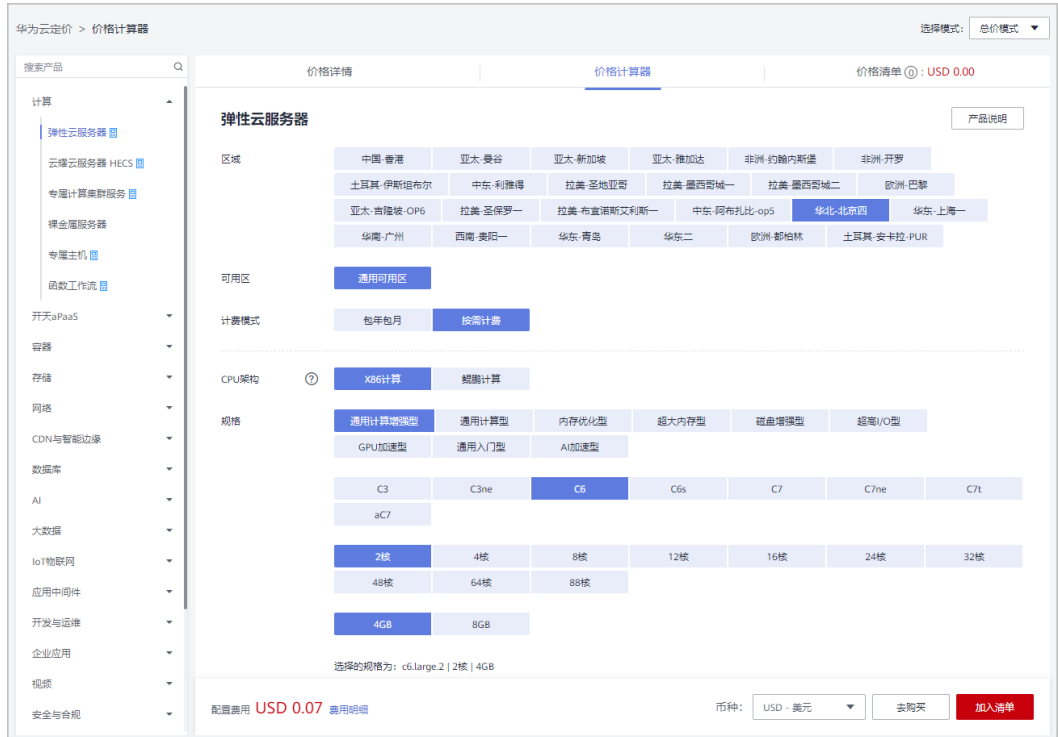 华为云定价 > 价格计算器
选择模式: 总价模式
搜索产品
计算
弹性云服务器
云耀云服务器 HECS
专属计算集群服务
裸金属服务器
专属主机
函数工作流
开天aPaaS
容器
存储
网络
CDN与智能边缘
数据库
AI
大数据
IoT物联网
应用中间件
开发与运维
企业应用
视频
安全与合规
价格详情 价格计算器 价格清单 0 : USD 0.00
弹性云服务器 产品说明
区域 中国-香港 亚太-曼谷 亚太-新加坡 亚太-雅加达 非洲-约翰内斯堡 非洲-开罗
土耳其-伊斯坦布尔 中东-利雅得 拉美-圣地亚哥 拉美-墨西哥城一 拉美-墨西哥城二 欧洲-巴黎
亚太-吉隆坡-OP6 拉美-圣保罗一 拉美-布宜诺斯艾利斯一 中东-阿布扎比-op5 华北-北京四 华东-上海一
华南-广州 西南-贵阳一 华东-青岛 华东二 欧洲-都柏林 土耳其-安卡拉-PUR
可用区 通用可用区
计费模式 包年包月 按需计费
CPU架构 ? X86计算 鲲鹏计算
规格 通用计算增强型 通用计算型 内存优化型 超大内存型 磁盘增强型 超高I/O型
GPU加速型 通用入门型 AI加速型
C3 C3ne C6 C6s C7 C7ne C7t
aC7
2核 4核 8核 12核 16核 24核 32核
48核 64核 88核
4GB 8GB
选择的规格为: c6.large.2 | 2核 | 4GB
配置费用 USD 0.07 费用明细 币种: USD - 美元 去购买 加入清单